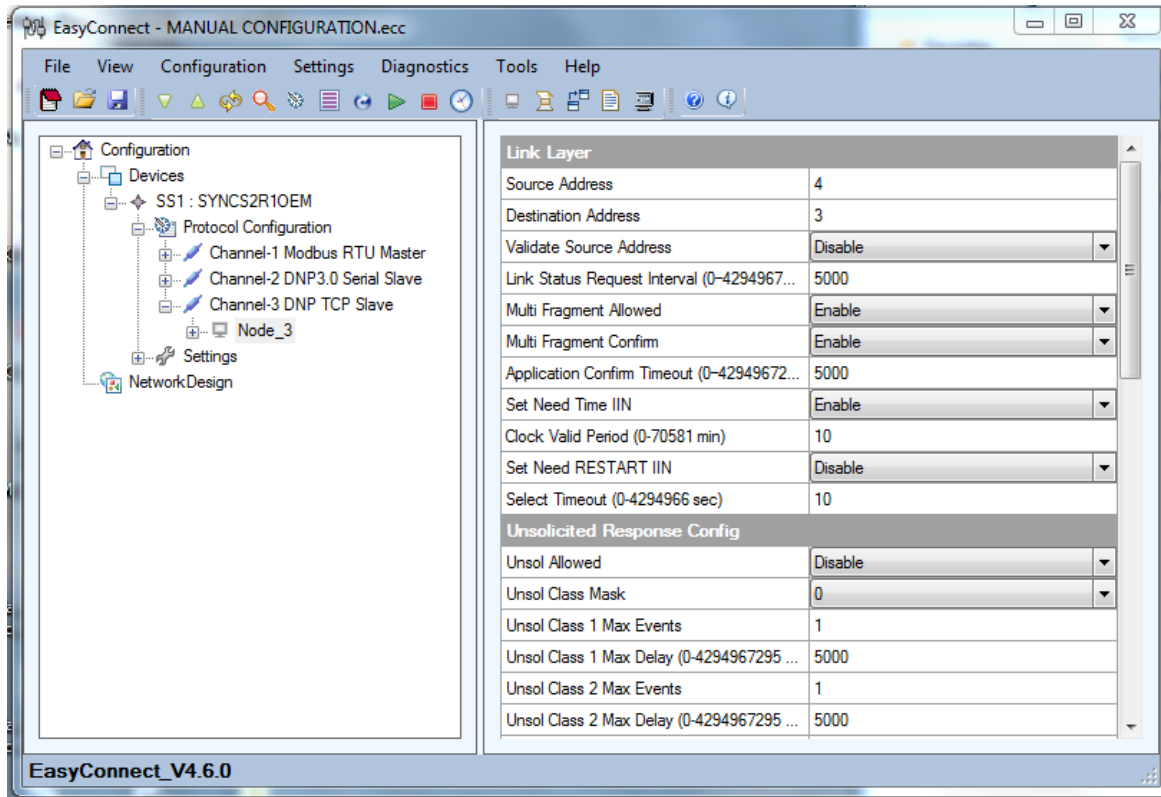 EasyConnect - MANUAL CONFIGURATION.ecc
File View Configuration Settings Diagnostics Tools Help
Configuration
Devices
SS1 : SYNCS2R1OEM
Protocol Configuration
Channel-1 Modbus RTU Master
Channel-2 DNP3.0 Serial Slave
Channel-3 DNP TCP Slave
Node_3
Settings
NetworkDesign
Link Layer
Source Address 4
Destination Address 3
Validate Source Address Disable
Link Status Request Interval (0-4294967... 5000
Multi Fragment Allowed Enable
Multi Fragment Confirm Enable
Application Confirm Timeout (0-42949672... 5000
Set Need Time IIN Enable
Clock Valid Period (0-70581 min) 10
Set Need RESTART IIN Disable
Select Timeout (0-4294966 sec) 10
Unsolicited Response Config
Unsol Allowed Disable
Unsol Class Mask 0
Unsol Class 1 Max Events 1
Unsol Class 1 Max Delay (0-4294967295 ... 5000
Unsol Class 2 Max Events 1
Unsol Class 2 Max Delay (0-4294967295 ... 5000
EasyConnect_V4.6.0